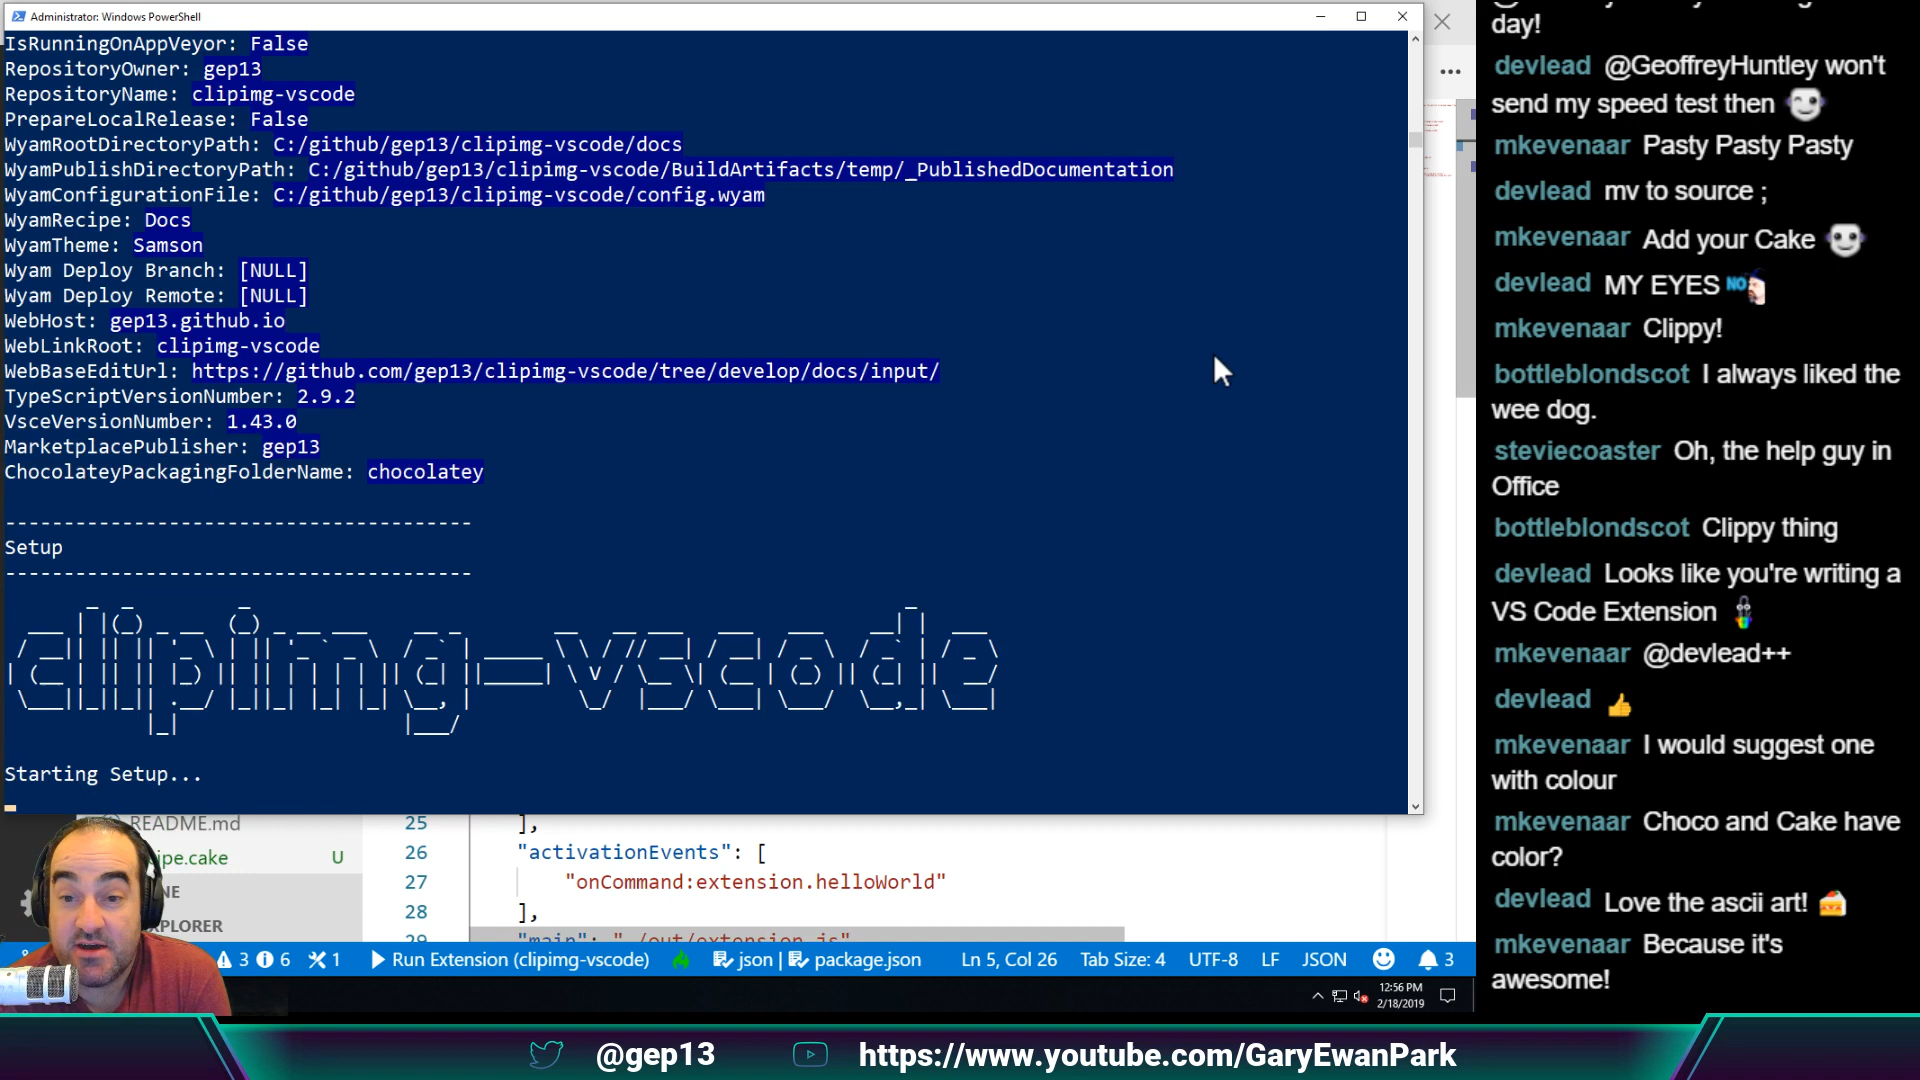 Administrator: Windows PowerShell
IsRunningOnAppVeyor: False
RepositoryOwner: gep13
RepositoryName: clipimg-vscode
PrepareLocalRelease: False
WyamRootDirectoryPath: C:/github/gep13/clipimg-vscode/docs
WyamPublishDirectoryPath: C:/github/gep13/clipimg-vscode/BuildArtifacts/temp/_PublishedDocumentation
WyamConfigurationFile: C:/github/gep13/clipimg-vscode/config.wyam
WyamRecipe: Docs
WyamTheme: Samson
Wyam Deploy Branch: [NULL]
Wyam Deploy Remote: [NULL]
WebHost: gep13.github.io
WebLinkRoot: clipimg-vscode
WebBaseEditUrl: https://github.com/gep13/clipimg-vscode/tree/develop/docs/input/
TypeScriptVersionNumber: 2.9.2
VsceVersionNumber: 1.43.0
MarketplacePublisher: gep13
ChocolateyPackagingFolderName: chocolatey
----------------------------------------
Setup
----------------------------------------
clipimg-vscode
Starting Setup...
README.md
ipe.cake U
NE
XPLORER
25 ],
26 "activationEvents": [
27 "onCommand:extension.helloWorld"
28 ],
29 "main": "./out/extension.js"
3 6 1 Run Extension (clipimg-vscode) json | package.json Ln 5, Col 26 Tab Size: 4 UTF-8 LF JSON 3
12:56 PM
2/18/2019
day!
devlead @GeoffreyHuntley won't
send my speed test then
mkevenaar Pasty Pasty Pasty
devlead mv to source ;
mkevenaar Add your Cake
devlead MY EYES NO
mkevenaar Clippy!
bottleblondscot I always liked the
wee dog.
steviecoaster Oh, the help guy in
Office
bottleblondscot Clippy thing
devlead Looks like you're writing a
VS Code Extension
mkevenaar @devlead++
devlead
mkevenaar I would suggest one
with colour
mkevenaar Choco and Cake have
color?
devlead Love the ascii art!
mkevenaar Because it's
awesome!
@gep13 https://www.youtube.com/GaryEwanPark